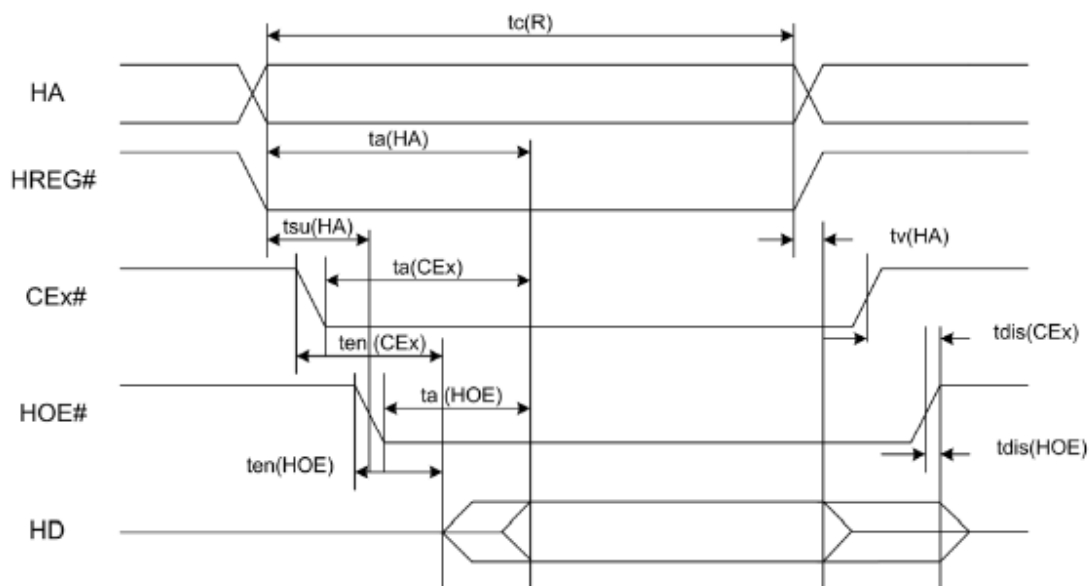 tc(R)
HA
ta(HA)
HREG#
tsu(HA)
tv(HA)
ta(CEx)
CEx#
ten (CEx)
tdis(CEx)
ta (HOE)
HOE#
ten(HOE)
tdis(HOE)
HD